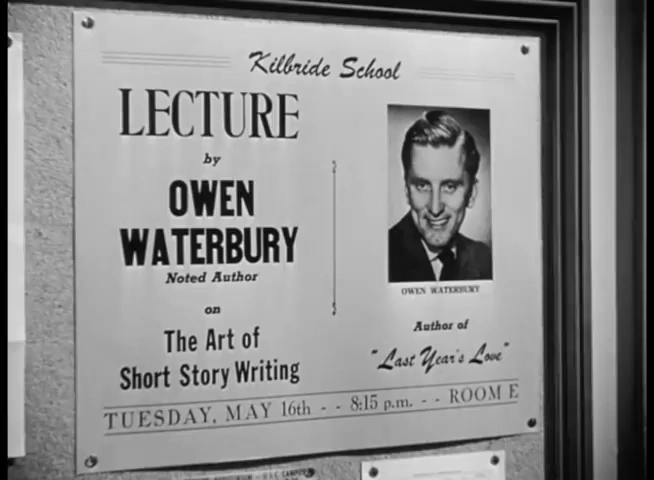 Kilbride School
LECTURE
by
OWEN
WATERBURY
Noted Author
on
The Art of
Short Story Writing
OWEN WATERBURY
Author of
"Last Year's Love"
TUESDAY, MAY 16th - - 8:15 p.m. - - ROOM E